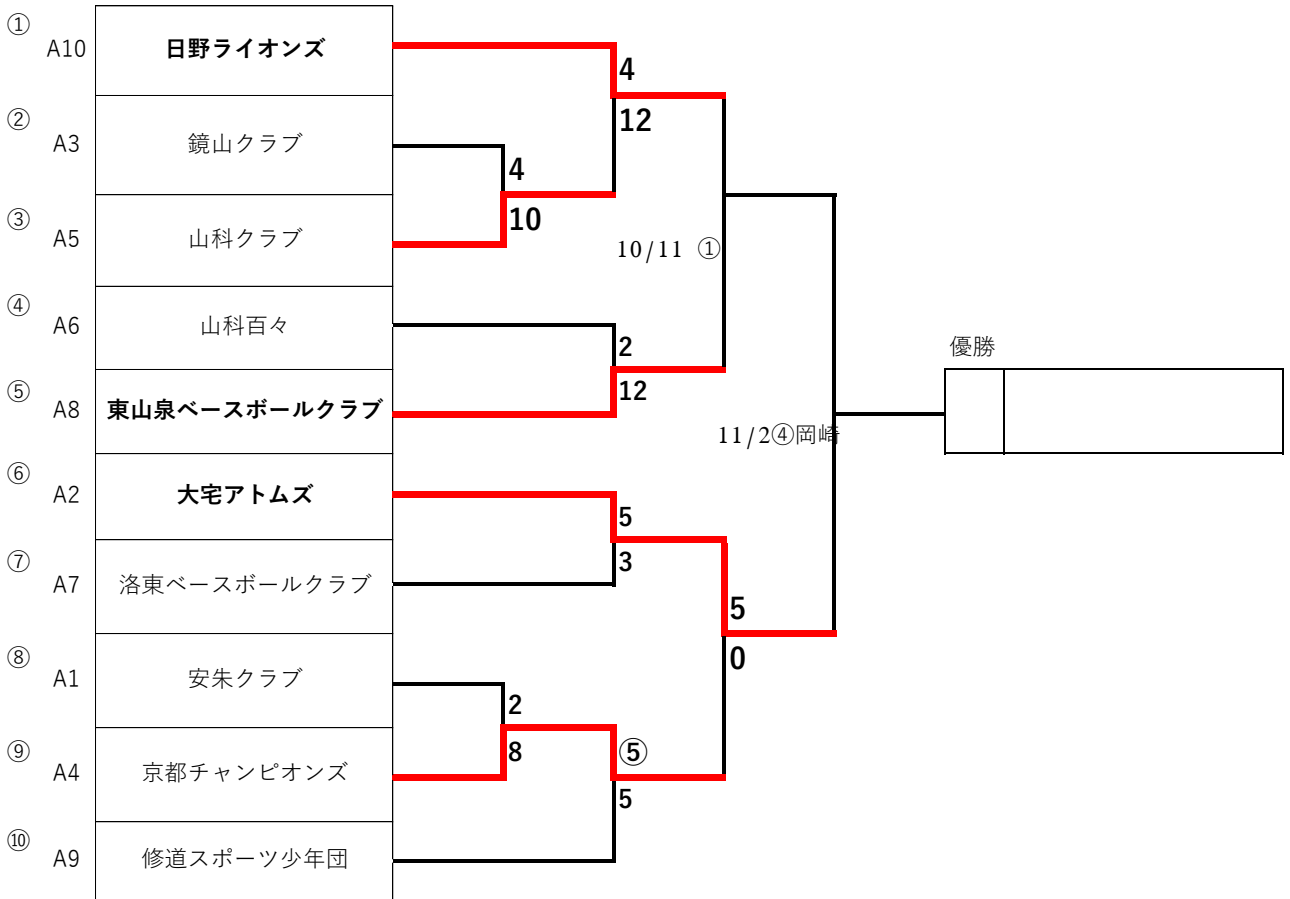 ①
A10 日野ライオンズ
4
12
②
A3 鏡山クラブ
4
10
③
A5 山科クラブ
10/11 ①
④
A6 山科百々
2
12
優勝
⑤
A8 東山泉ベースボールクラブ
11/2④岡崎
⑥
A2 大宅アトムズ
5
3
⑦
A7 洛東ベースボールクラブ
5
0
⑧
A1 安朱クラブ
2
8
⑨
A4 京都チャンピオンズ
⑤
5
⑩
A9 修道スポーツ少年団